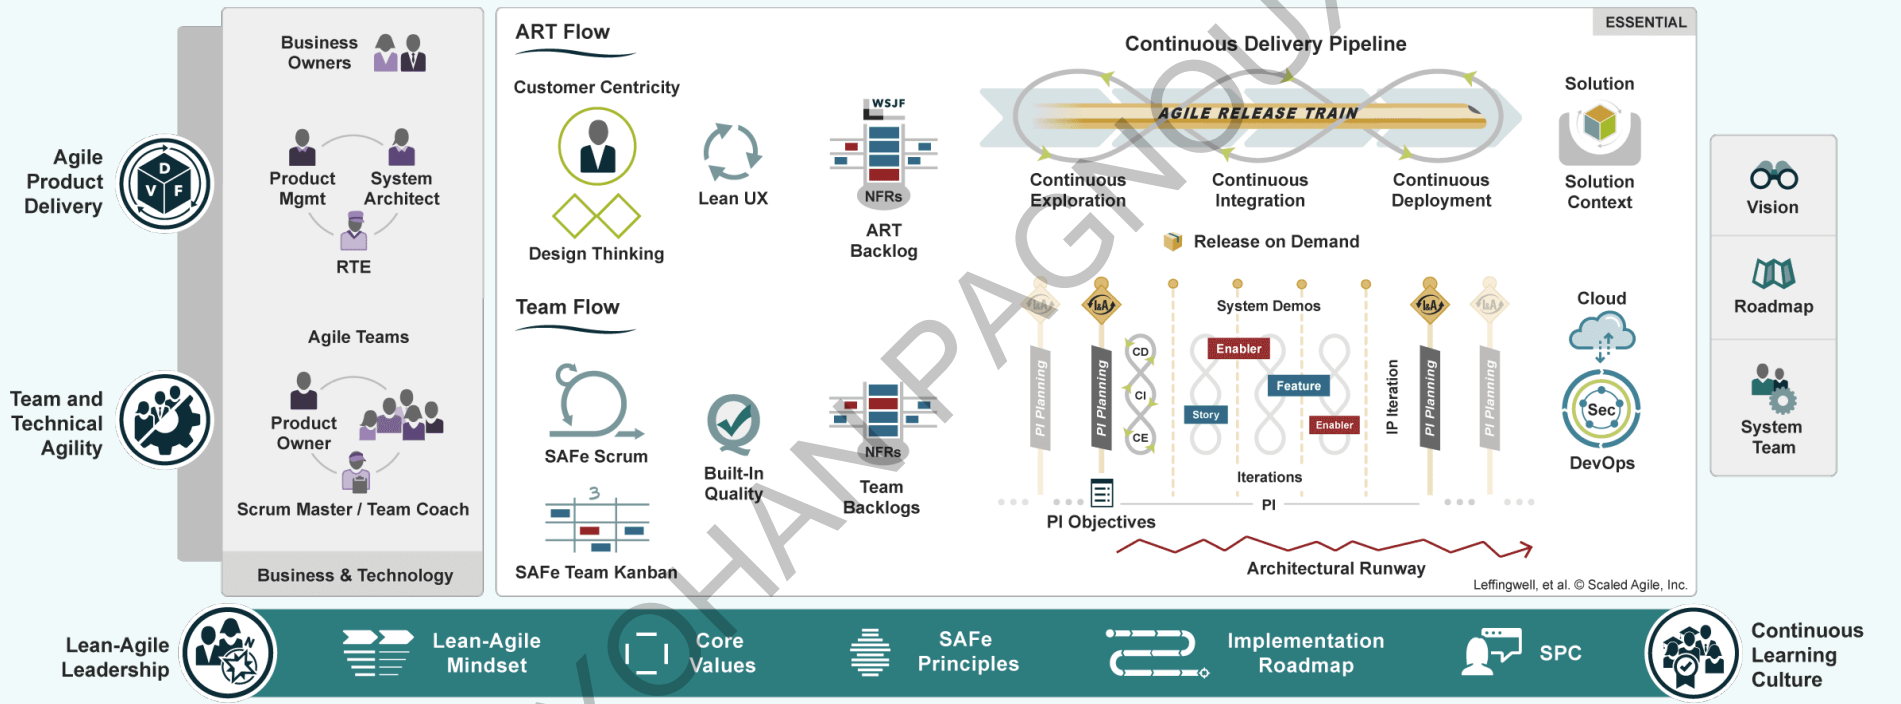 ESSENTIAL
Agile
Product
Delivery
D
V F
Team and
Technical
Agility
Business
Owners
Product
Mgmt
System
Architect
RTE
Agile Teams
Product
Owner
Scrum Master / Team Coach
Business & Technology
ART Flow
Customer Centricity
Design Thinking
Lean UX
WSJF
NFRs
ART
Backlog
Team Flow
SAFe Scrum
3
SAFe Team Kanban
Built-In
Quality
NFRs
Team
Backlogs
Continuous Delivery Pipeline
AGILE RELEASE TRAIN
Continuous
Exploration
Continuous
Integration
Continuous
Deployment
Release on Demand
Solution
Solution
Context
I&A
I&A
System Demos
I&A
I&A
PI Planning
PI Planning
CD
CI
CE
Enabler
Feature
Story
Enabler
IP Iteration
PI Planning
PI Planning
Iterations
PI
PI Objectives
Architectural Runway
Cloud
Sec
DevOps
Leffingwell, et al. © Scaled Agile, Inc.
Vision
Roadmap
System
Team
Lean-Agile
Leadership
N
Lean-Agile
Mindset
Core
Values
SAFe
Principles
Implementation
Roadmap
SPC
Continuous
Learning
Culture
YOHAN PAGNOUX